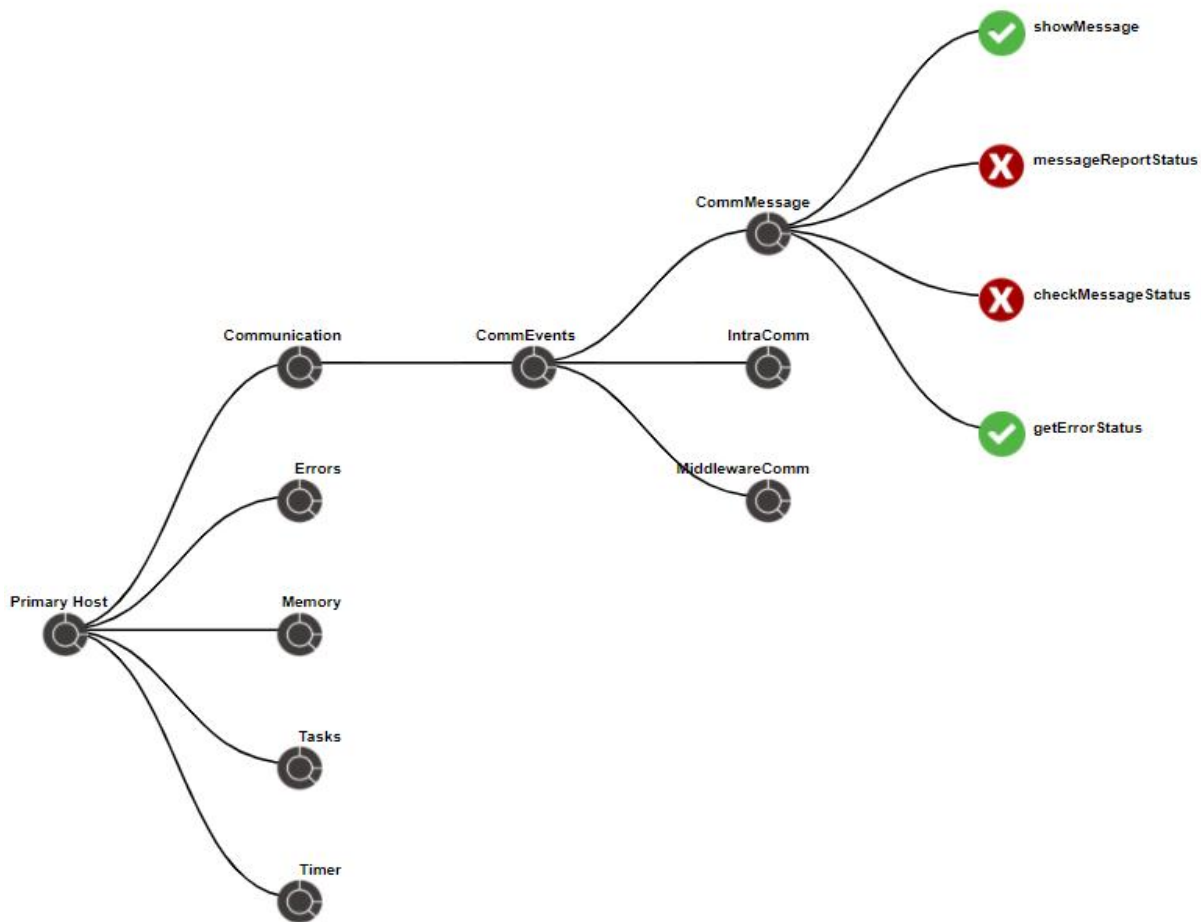 showMessage
messageReportStatus
CommMessage
checkMessageStatus
Communication
CommEvents
IntraComm
getErrorStatus
Errors
MiddlewareComm
Primary Host
Memory
Tasks
Timer